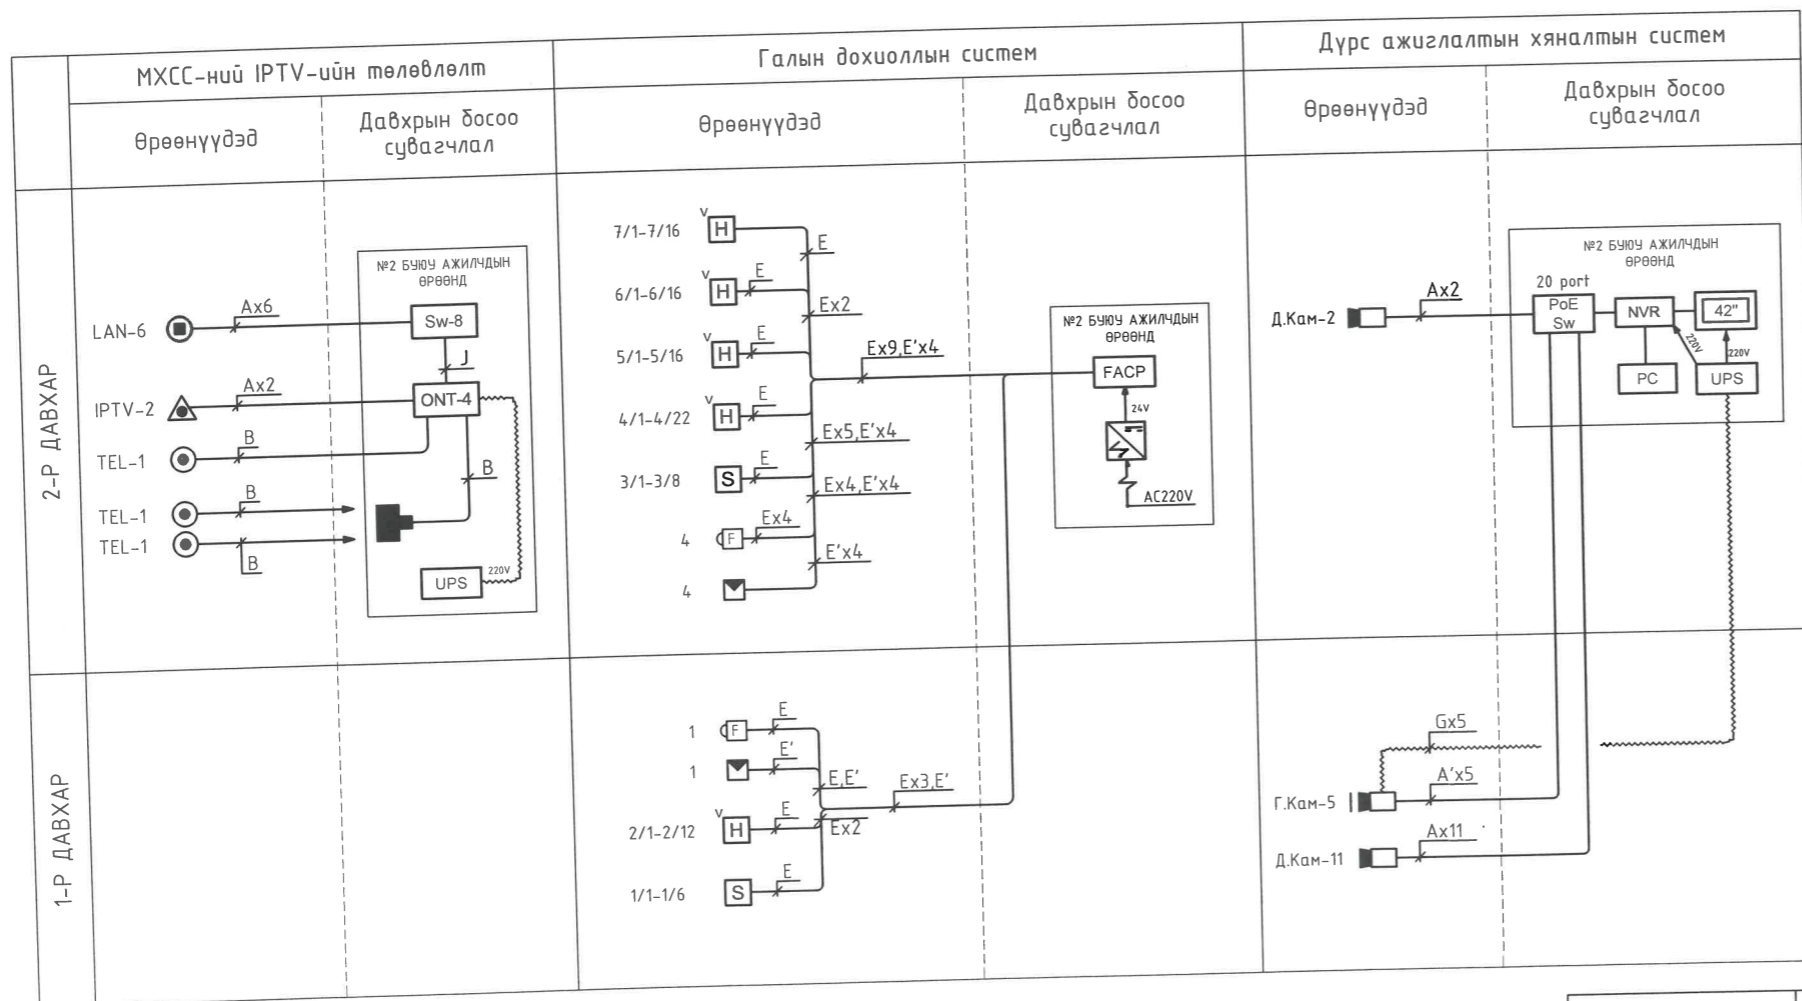 МХСС-ний IPTV-ийн төлөвлөлт
Галын дохиоллын систем
Дүрс ажиглалтын хяналтын систем
Өрөөнүүдэд
Даврын босоо
сувагчлал
Өрөөнүүдэд
Давхрын босоо
сувагчлал
Өрөөнүүдэд
Давхрын босоо
сувагчлал
2-Р ДАВХАР
LAN-6
Ax6
IPTV-2
Ax2
TEL-1
B
TEL-1
B
TEL-1
B
№2 БУЮУ АЖИЛЧДЫН
ӨРӨӨНД
Sw-8
J
ONT-4
B
UPS
220V
7/1-7/16
V
H
E
6/1-6/16
V
H
E
Ex2
5/1-5/16
V
H
E
Ex9,E'x4
4/1-4/22
V
H
E
Ex5,E'x4
3/1-3/8
S
E
Ex4,E'x4
4
F
Ex4
E'x4
4
№2 БУЮУ АЖИЛЧДЫН
ӨРӨӨНД
FACP
24V
AC220V
Д.Кам-2
Ax2
№2 БУЮУ АЖИЛЧДЫН
ӨРӨӨНД
20 port
PoE
Sw
NVR
42"
220V
220V
PC
UPS
1-Р ДАВХАР
1
F
E
1
E'
E,E'
Ex3,E'
2/1-2/12
V
H
E
Ex2
1/1-1/6
S
E
Gx5
Г.Кам-5
A'x5
Д.Кам-11
Ax11